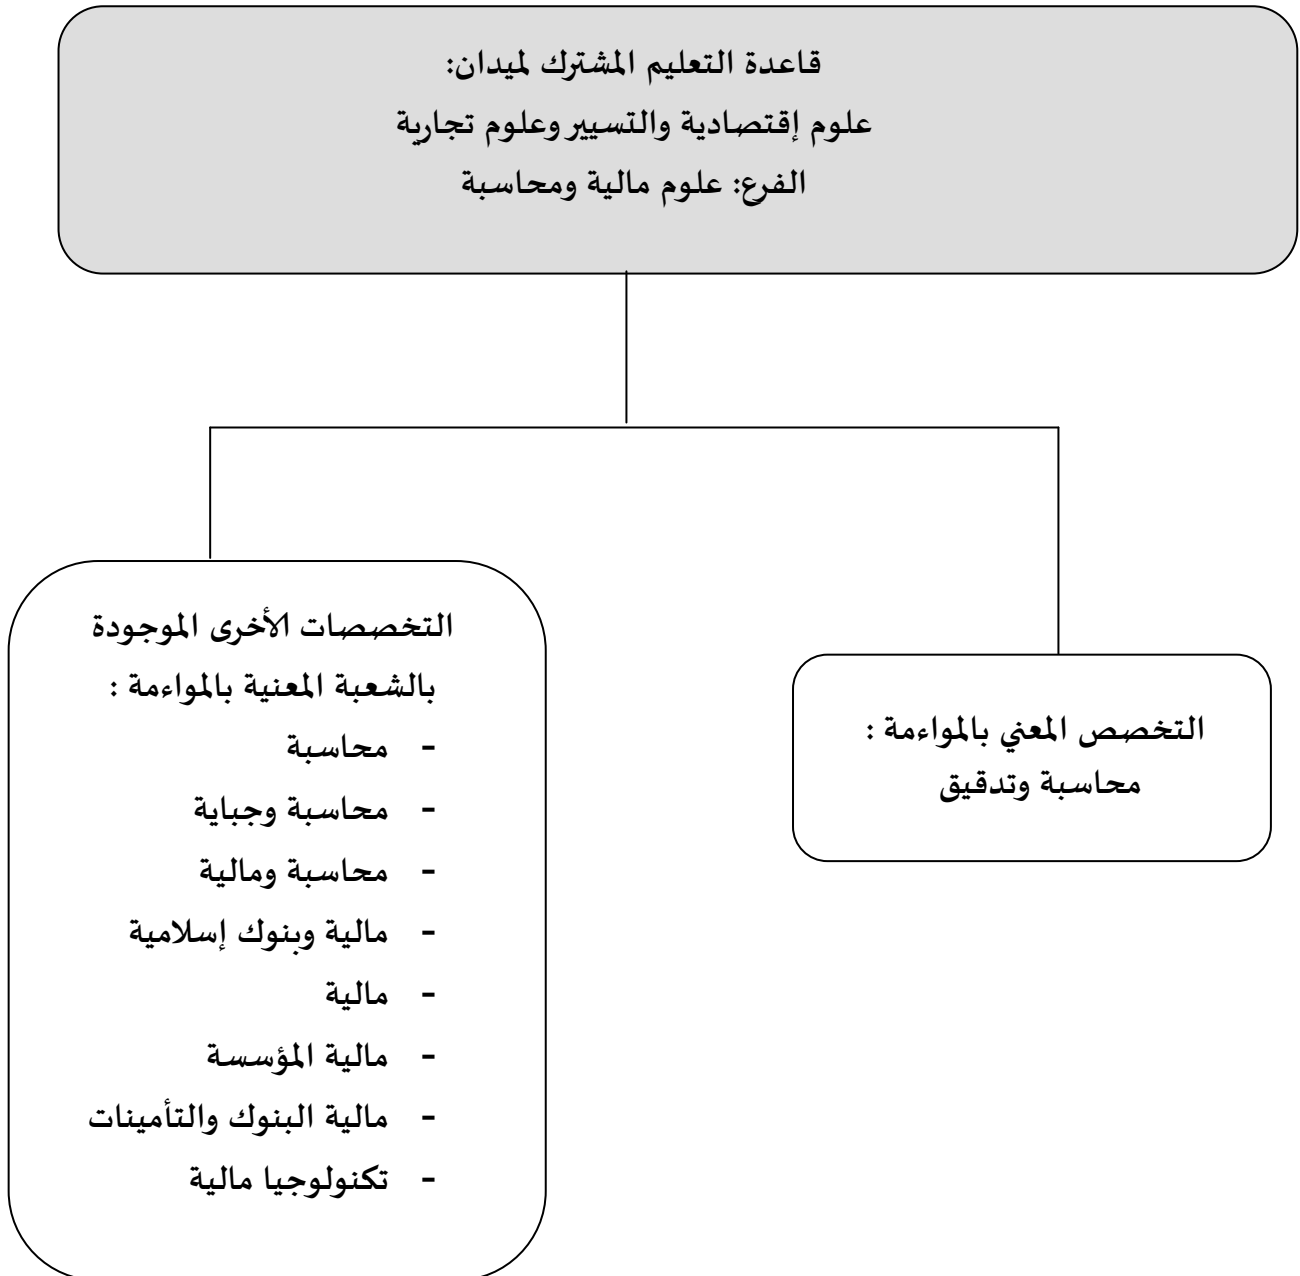 قاعدة التعليم المشترك لميدان:
علوم إقتصادية والتسيير وعلوم تجارية
الفرع: علوم مالية ومحاسبة
التخصص المعني بالمواءمة :
محاسبة وتدقيق
التخصصات الأخرى الموجودة
بالشعبة المعنية بالمواءمة :
- محاسبة
- محاسبة وجباية
- محاسبة ومالية
- مالية وبنوك إسلامية
- مالية
- مالية المؤسسة
- مالية البنوك والتأمينات
- تكنولوجيا مالية